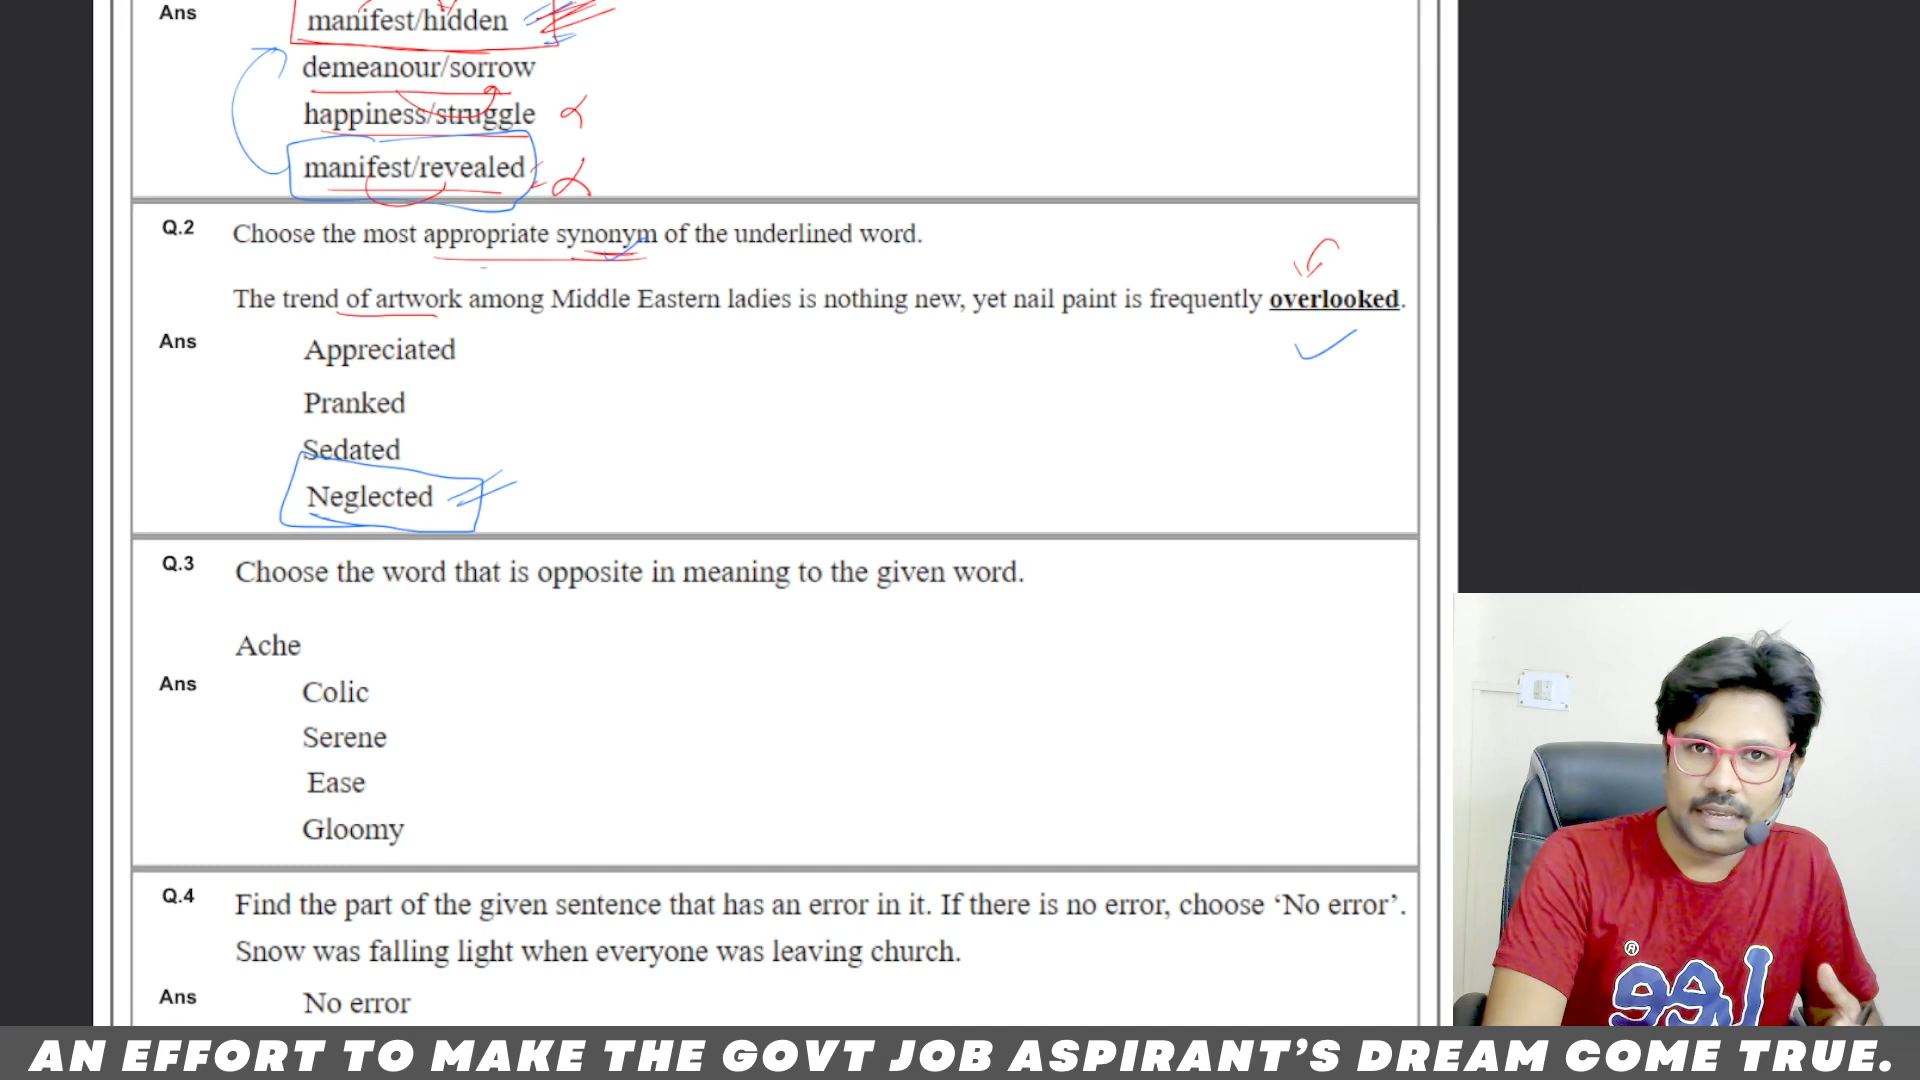 Ans
manifest/hidden
demeanour/sorrow
happiness/struggle
manifest/revealed
Q.2
Choose the most appropriate synonym of the underlined word.
The trend of artwork among Middle Eastern ladies is nothing new, yet nail paint is frequently overlooked.
Ans
Appreciated
Pranked
Sedated
Neglected
Q.3
Choose the word that is opposite in meaning to the given word.
Ache
Ans
Colic
Serene
Ease
Gloomy
Q.4
Find the part of the given sentence that has an error in it. If there is no error, choose ‘No error’.
Snow was falling light when everyone was leaving church.
Ans
No error
AN EFFORT TO MAKE THE GOVT JOB ASPIRANT’S DREAM COME TRUE.